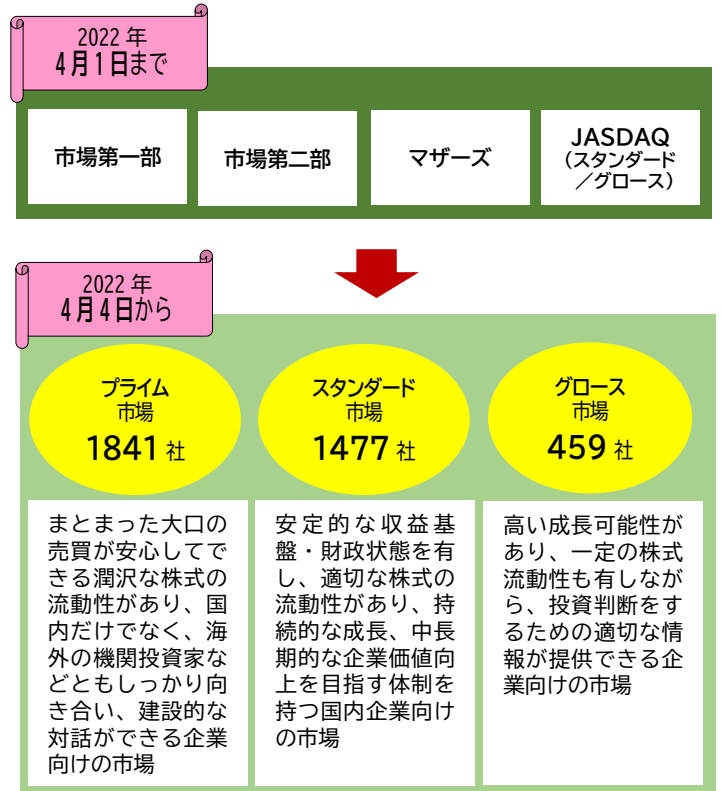 2022 年
4月1日まで
市場第一部
市場第二部
マザーズ
JASDAQ
（スタンダード
／グロース）
2022 年
4月4日から
プライム
市場
1841 社
スタンダード
市場
1477 社
グロース
市場
459 社
まとまった大口の
売買が安心してで
きる潤沢な株式の
流動性があり、国
内だけでなく、海
外の機関投資家な
どともしっかり向
き合い、建設的な
対話ができる企業
向けの市場
安定的な収益基
盤・財政状態を有
し、適切な株式の
流動性があり、持
続的な成長、中長
期的な企業価値向
上を目指す体制を
持つ国内企業向け
の市場
高い成長可能性が
あり、一定の株式
流動性も有しなが
ら、投資判断をす
るための適切な情
報が提供できる企
業向けの市場